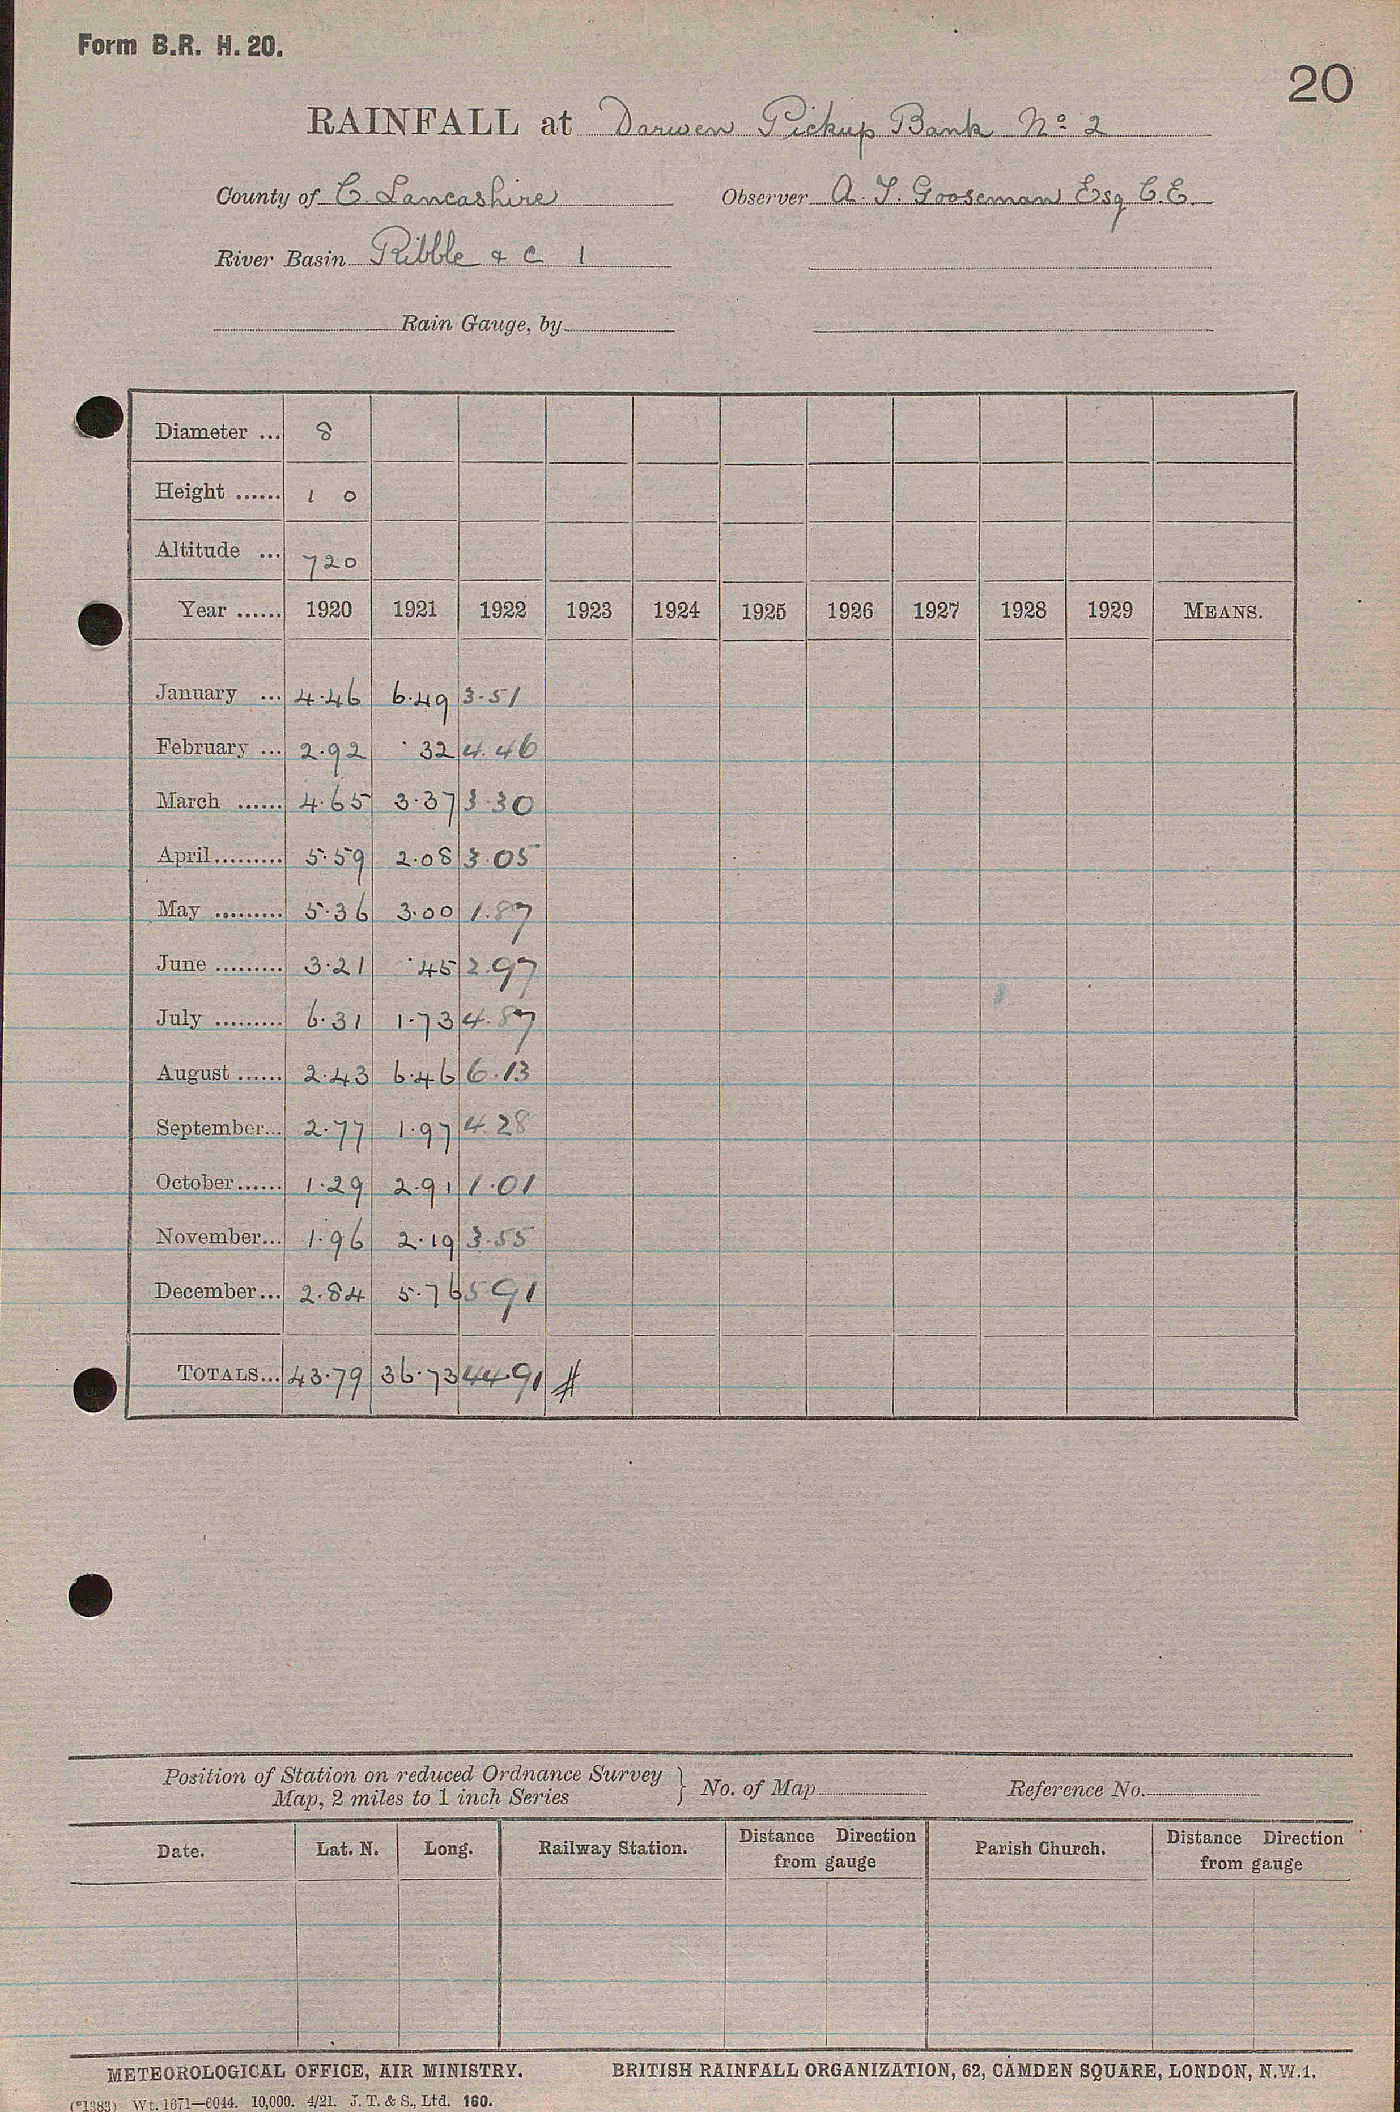 Form B.R. H. 20.
20
RAINFALL at Darwen Pickup Bank No 2
County of C. Lancashire Observer A. T. Gooseman Esq C.E.
River Basin Ribble & C 1
Rain Gauge, by
Diameter ... 8
Height ...... 1 0
Altitude ... 720
Year ...... 1920 1921 1922 1923 1924 1925 1926 1927 1928 1929 MEANS.
January ... 4.46 6.49 3.51
February ... 2.92 .32 4.46
March ...... 4.65 3.37 3.30
April......... 5.59 2.08 3.05
May ......... 5.36 3.00 1.87
June ......... 3.21 .45 2.97
July ......... 6.31 1.73 4.87
August ...... 2.43 6.46 6.13
September... 2.77 1.97 4.28
October...... 1.29 2.91 1.01
November... 1.96 2.19 3.55
December... 2.84 5.76 5 91
TOTALS... 43.79 36.73 44.91 #
Position of Station on reduced Ordnance Survey
Map, 2 miles to 1 inch Series } No. of Map Reference No.
Date. Lat. N. Long. Railway Station. Distance Direction from gauge Parish Church. Distance Direction from gauge
METEOROLOGICAL OFFICE, AIR MINISTRY. BRITISH RAINFALL ORGANIZATION, 62, CAMDEN SQUARE, LONDON, N.W.1.
(*1383) Wt. 1671—6044. 10,000. 4/21. J. T. & S., Ltd. 160.